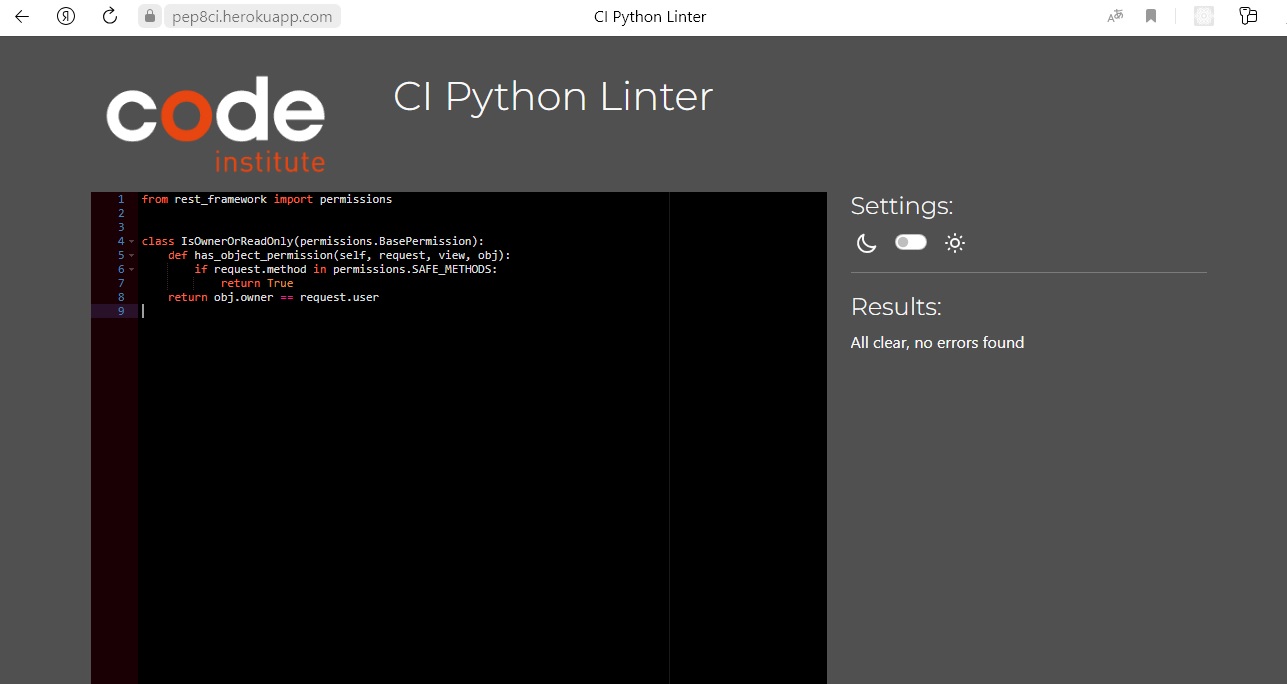 pep8ci.herokuapp.com
CI Python Linter
code
institute
CI Python Linter
1 from rest_framework import permissions
2
3
4 class IsOwnerOrReadOnly(permissions.BasePermission):
5     def has_object_permission(self, request, view, obj):
6         if request.method in permissions.SAFE_METHODS:
7             return True
8     return obj.owner == request.user
9
Settings:
Results:
All clear, no errors found